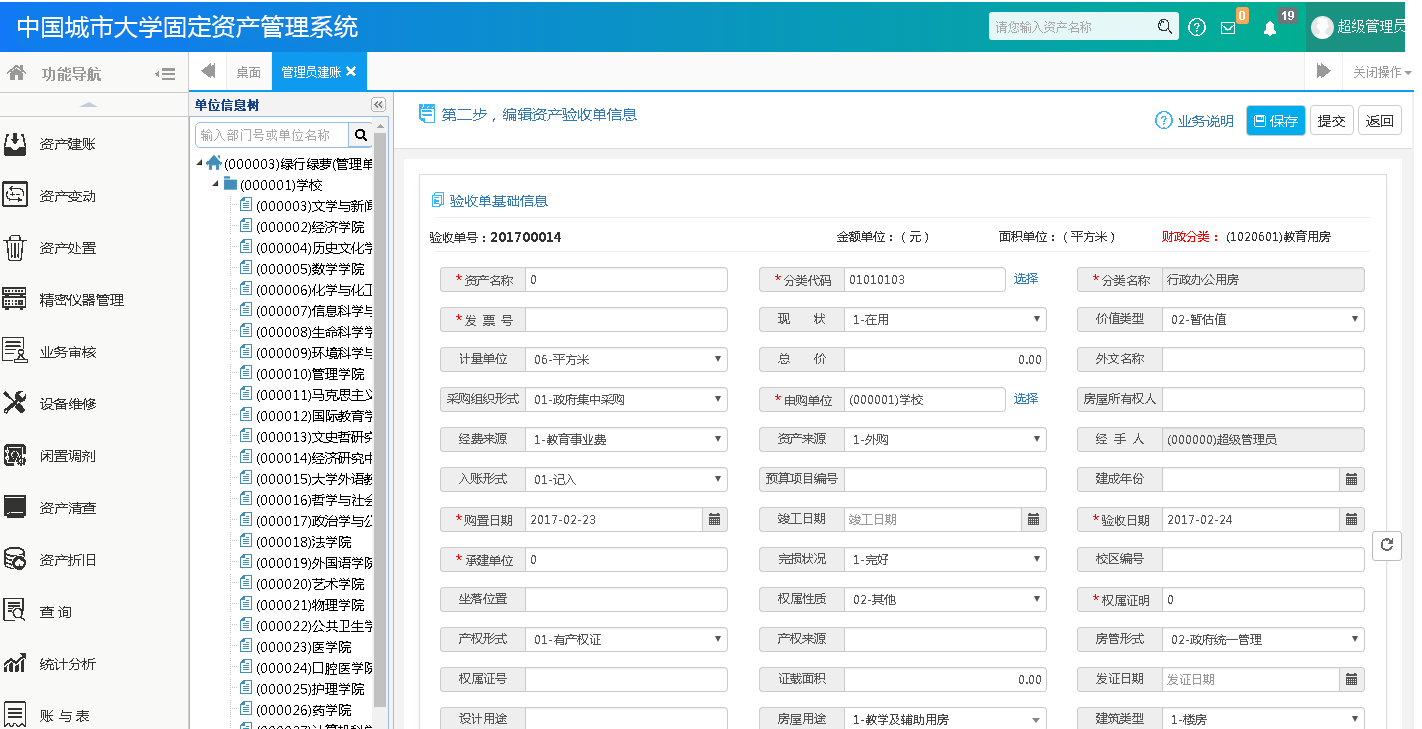 中国城市大学固定资产管理系统
请您输入资产名称
0
19
超级管理员
功能导航
桌面
管理员建账
关闭操作
资产建账
资产变动
资产处置
精密仪器管理
业务审核
设备维修
闲置调剂
资产清查
资产折旧
查 询
统计分析
账 与 表
单位信息树
输入部门号或单位名称
(000003)绿行绿萝(管理单
(000001)学校
(000003)文学与新闻
(000002)经济学院
(000004)历史文化学
(000005)数学学院
(000006)化学与化工
(000007)信息科学与
(000008)生命科学学
(000009)环境科学与
(000010)管理学院
(000011)马克思主义
(000012)国际教育学
(000013)文史哲研究
(000014)经济研究中
(000015)大学外语教
(000016)哲学与社会
(000017)政治学与公
(000018)法学院
(000019)外国语学院
(000020)艺术学院
(000021)物理学院
(000022)公共卫生学
(000023)医学院
(000024)口腔医学院
(000025)护理学院
(000026)药学院
第二步，编辑资产验收单信息
业务说明
保存
提交
返回
验收单基础信息
验收单号：201700014
金额单位：( 元 )
面积单位：( 平方米 )
财政分类： (1020601)教育用房
*资产名称 0
*分类代码 01010103 选择
*分类名称 行政办公用房
*发 票 号
现 状 1-在用
价值类型 02-暂估值
计量单位 06-平方米
总 价 0.00
外文名称
采购组织形式 01-政府集中采购
*申购单位 (000001)学校 选择
房屋所有权人
经费来源 1-教育事业费
资产来源 1-外购
经 手 人 (000000)超级管理员
入账形式 01-记入
预算项目编号
建成年份
*购置日期 2017-02-23
竣工日期 竣工日期
*验收日期 2017-02-24
*承建单位 0
完损状况 1-完好
校区编号
坐落位置
权属性质 02-其他
*权属证明 0
产权形式 01-有产权证
产权来源
房管形式 02-政府统一管理
权属证号
证载面积 0.00
发证日期 发证日期
设计用途
房屋用途 1-教学及辅助用房
建筑类型 1-楼房